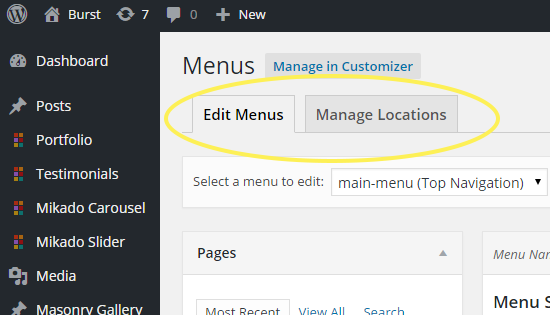 Burst 7 0 + New
Dashboard
Posts
Portfolio
Testimonials
Mikado Carousel
Mikado Slider
Media
Masonry Gallery
Menus Manage in Customizer
Edit Menus Manage Locations
Select a menu to edit: main-menu (Top Navigation)
Pages
Most Recent View All Search
Menu Nar
Menu S